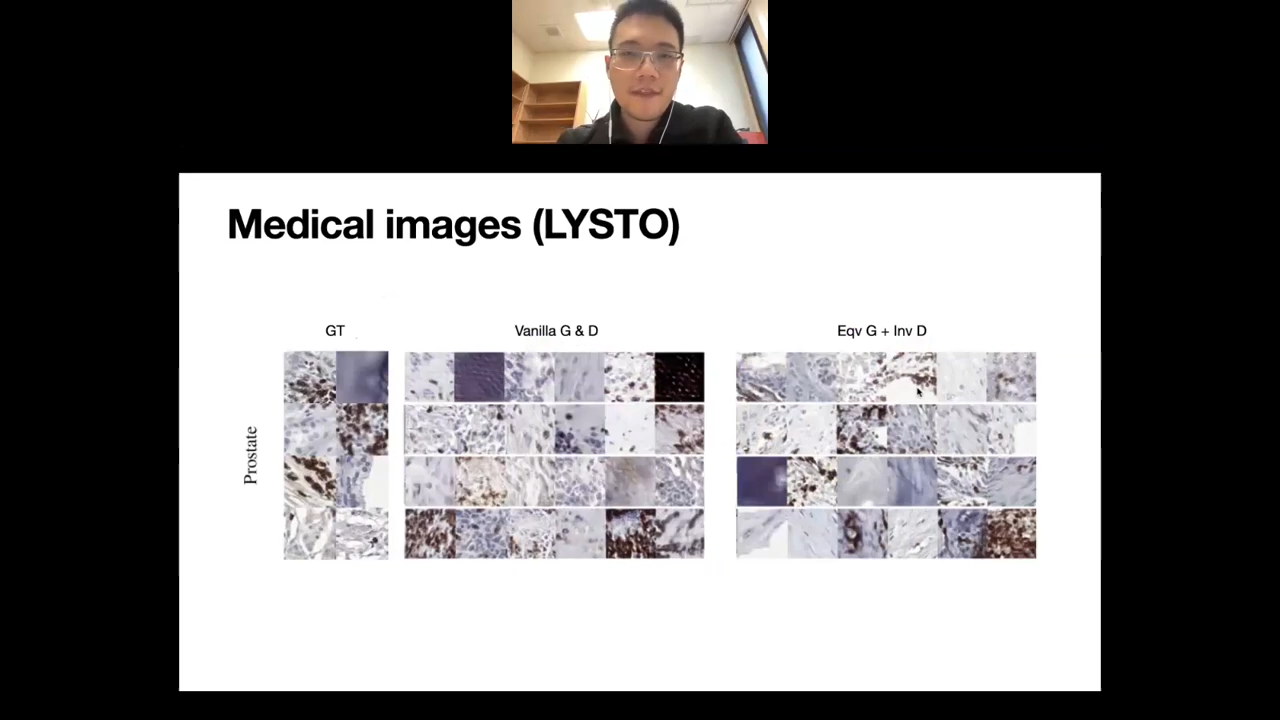 Medical images (LYSTO)
GT
Vanilla G & D
Eqv G + Inv D
Prostate